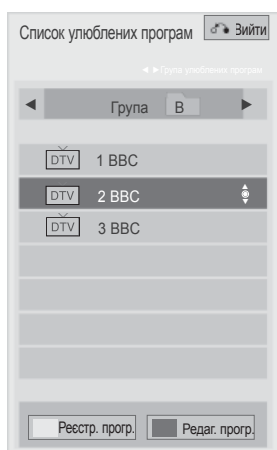 Список улюблених програм Вийти
◄ ►Група улюблених програм
◄ Група B ►
DTV 1 BBC
DTV 2 BBC
DTV 3 BBC
Реєстр. прогр. Редаг. прогр.